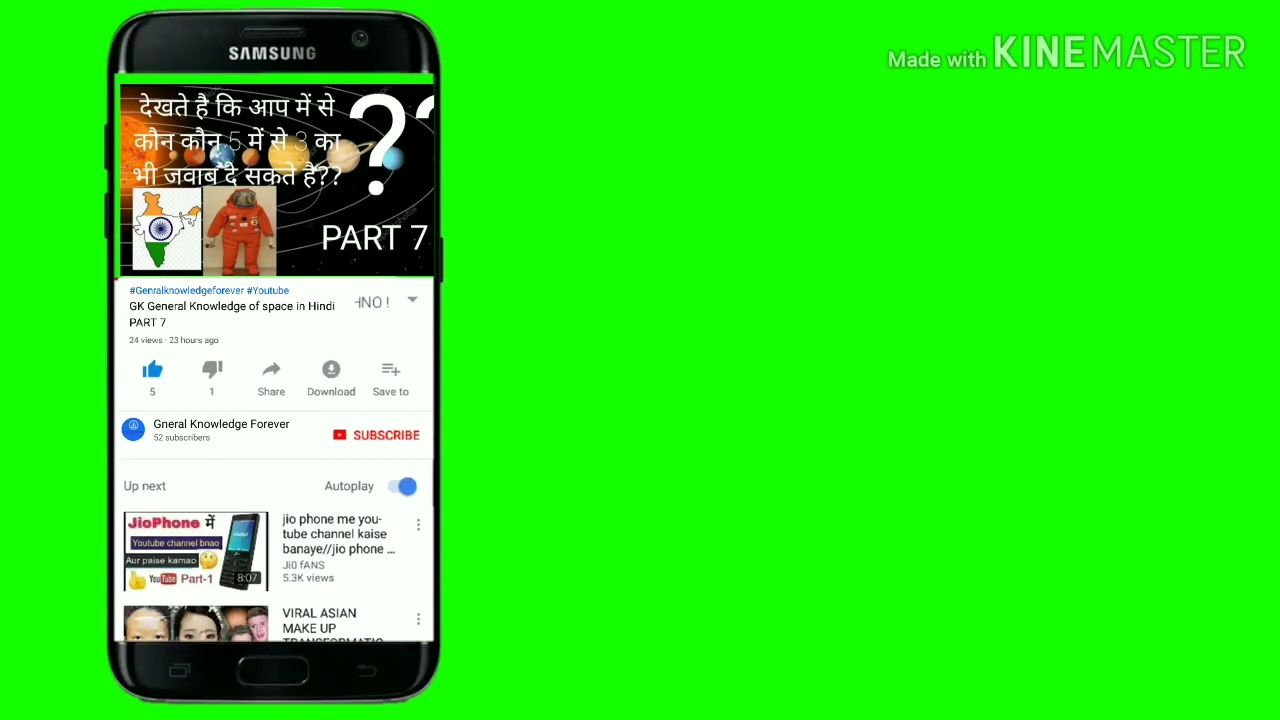 Made with KINEMASTER
SAMSUNG
देखते है कि आप में से
कौन कौन 5 में से 3 का
भी जवाब दे सकते है??
??
PART 7
#Genralknowledgeforever #Youtube
GK General Knowledge of space in Hindi
PART 7
24 views · 23 hours ago
5
1
Share
Download
Save to
Gneral Knowledge Forever
52 subscribers
SUBSCRIBE
Up next
Autoplay
JioPhone में
Youtube channel bnao
Aur paise kamao
YouTube Part-1
8:07
jio phone me you-
tube channel kaise
banaye//jio phone ...
Ji0 fANS
5.3K views
VIRAL ASIAN
MAKE UP